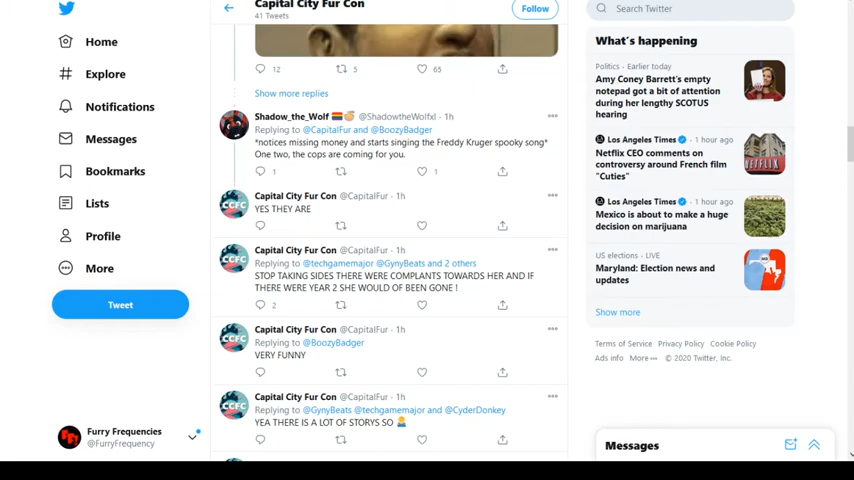 Capital City Fur Con
41 Tweets
Follow
Search Twitter
Home
Explore
Notifications
Messages
Bookmarks
Lists
Profile
More
Tweet
Furry Frequencies
@FurryFrequency
12
5
65
Show more replies
Shadow_the_Wolf @ShadowtheWolfxl · 1h
Replying to @CapitalFur and @BoozyBadger
*notices missing money and starts singing the Freddy Kruger spooky song*
One two, the cops are coming for you.
1
1
Capital City Fur Con @CapitalFur · 1h
YES THEY ARE
Capital City Fur Con @CapitalFur · 1h
Replying to @techgamemajor @GynyBeats and 2 others
STOP TAKING SIDES THERE WERE COMPLANTS TOWARDS HER AND IF
THERE WERE YEAR 2 SHE WOULD OF BEEN GONE !
2
Capital City Fur Con @CapitalFur · 1h
Replying to @BoozyBadger
VERY FUNNY
Capital City Fur Con @CapitalFur · 1h
Replying to @GynyBeats @techgamemajor and @CyderDonkey
YEA THERE IS A LOT OF STORYS SO
What's happening
Politics · Earlier today
Amy Coney Barrett's empty
notepad got a bit of attention
during her lengthy SCOTUS
hearing
Los Angeles Times · 1 hour ago
Netflix CEO comments on
controversy around French film
"Cuties"
NETFLIX
Los Angeles Times · 1 hour ago
Mexico is about to make a huge
decision on marijuana
US elections · LIVE
Maryland: Election news and
updates
Show more
Terms of Service Privacy Policy Cookie Policy
Ads info More © 2020 Twitter, Inc.
Messages